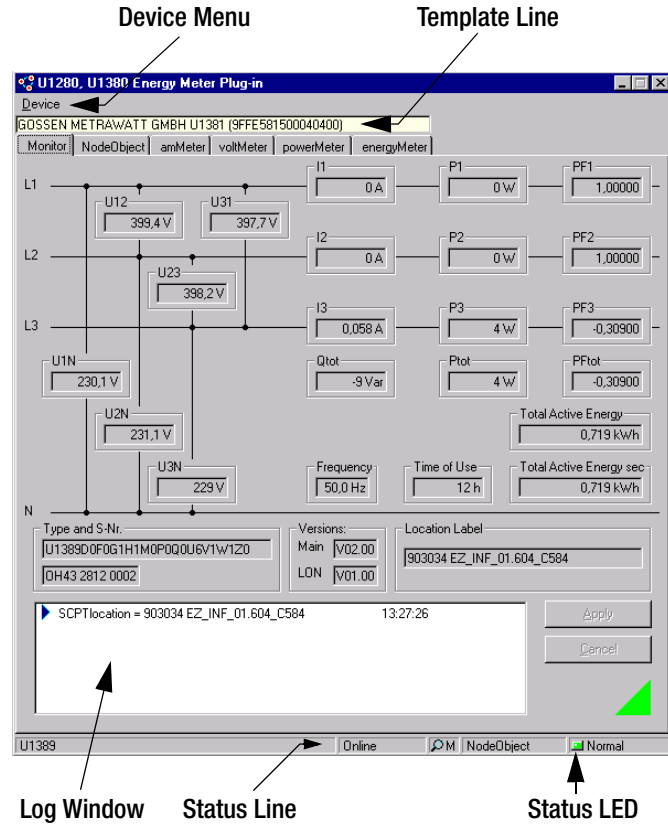 Device Menu Template Line
U1280, U1380 Energy Meter Plug-in
Device
GOSSEN METRAWATT GMBH U1381 (9FFE581500040400)
Monitor NodeObject amMeter voltMeter powerMeter energyMeter
I1 P1 PF1
L1 0 A 0 W 1,00000
U12 U31
399,4 V 397,7 V
I2 P2 PF2
L2 0 A 0 W 1,00000
U23
398,2 V
I3 P3 PF3
L3 0,058 A 4 W -0,30900
U1N Qtot Ptot PFtot
230,1 V -9 Var 4 W -0,30900
U2N Total Active Energy
231,1 V 0,719 kWh
U3N Frequency Time of Use Total Active Energy sec
229 V 50,0 Hz 12 h 0,719 kWh
N
Type and S-Nr. Versions: Location Label
U1389D0F0G1H1M0P0Q0U6V1W1Z0 Main V02.00
903034 EZ_INF_01.604_C584
OH43 2812 0002 LON V01.00
SCPTlocation = 903034 EZ_INF_01.604_C584 13:27:26 Apply
Cancel
U1389 Online M NodeObject Normal
Log Window Status Line Status LED